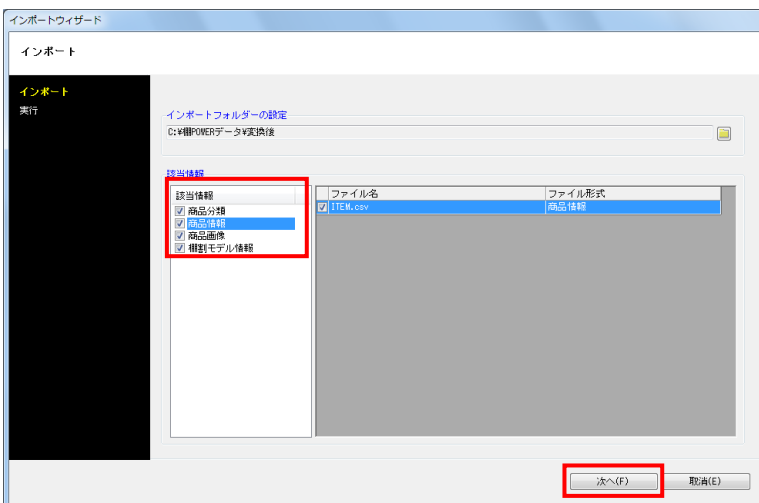 インポートウィザード
インポート
インポート
実行
インポートフォルダーの設定
C:¥棚POWERデータ¥変換後
該当情報
該当情報
商品分類
商品情報
商品画像
棚割モデル情報
ファイル名 ファイル形式
ITEM.csv 商品情報
次へ(F) 取消(E)